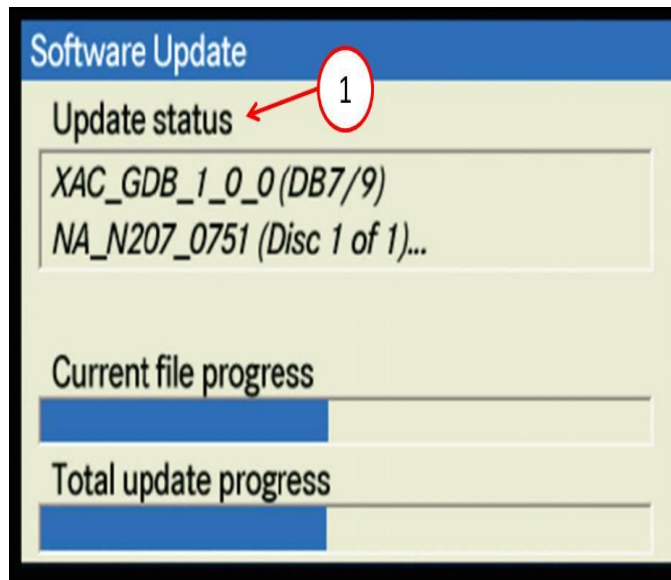 Software Update
1
Update status
XAC_GDB_1_0_0 (DB7/9)
NA_N207_0751 (Disc 1 of 1)...
Current file progress
Total update progress